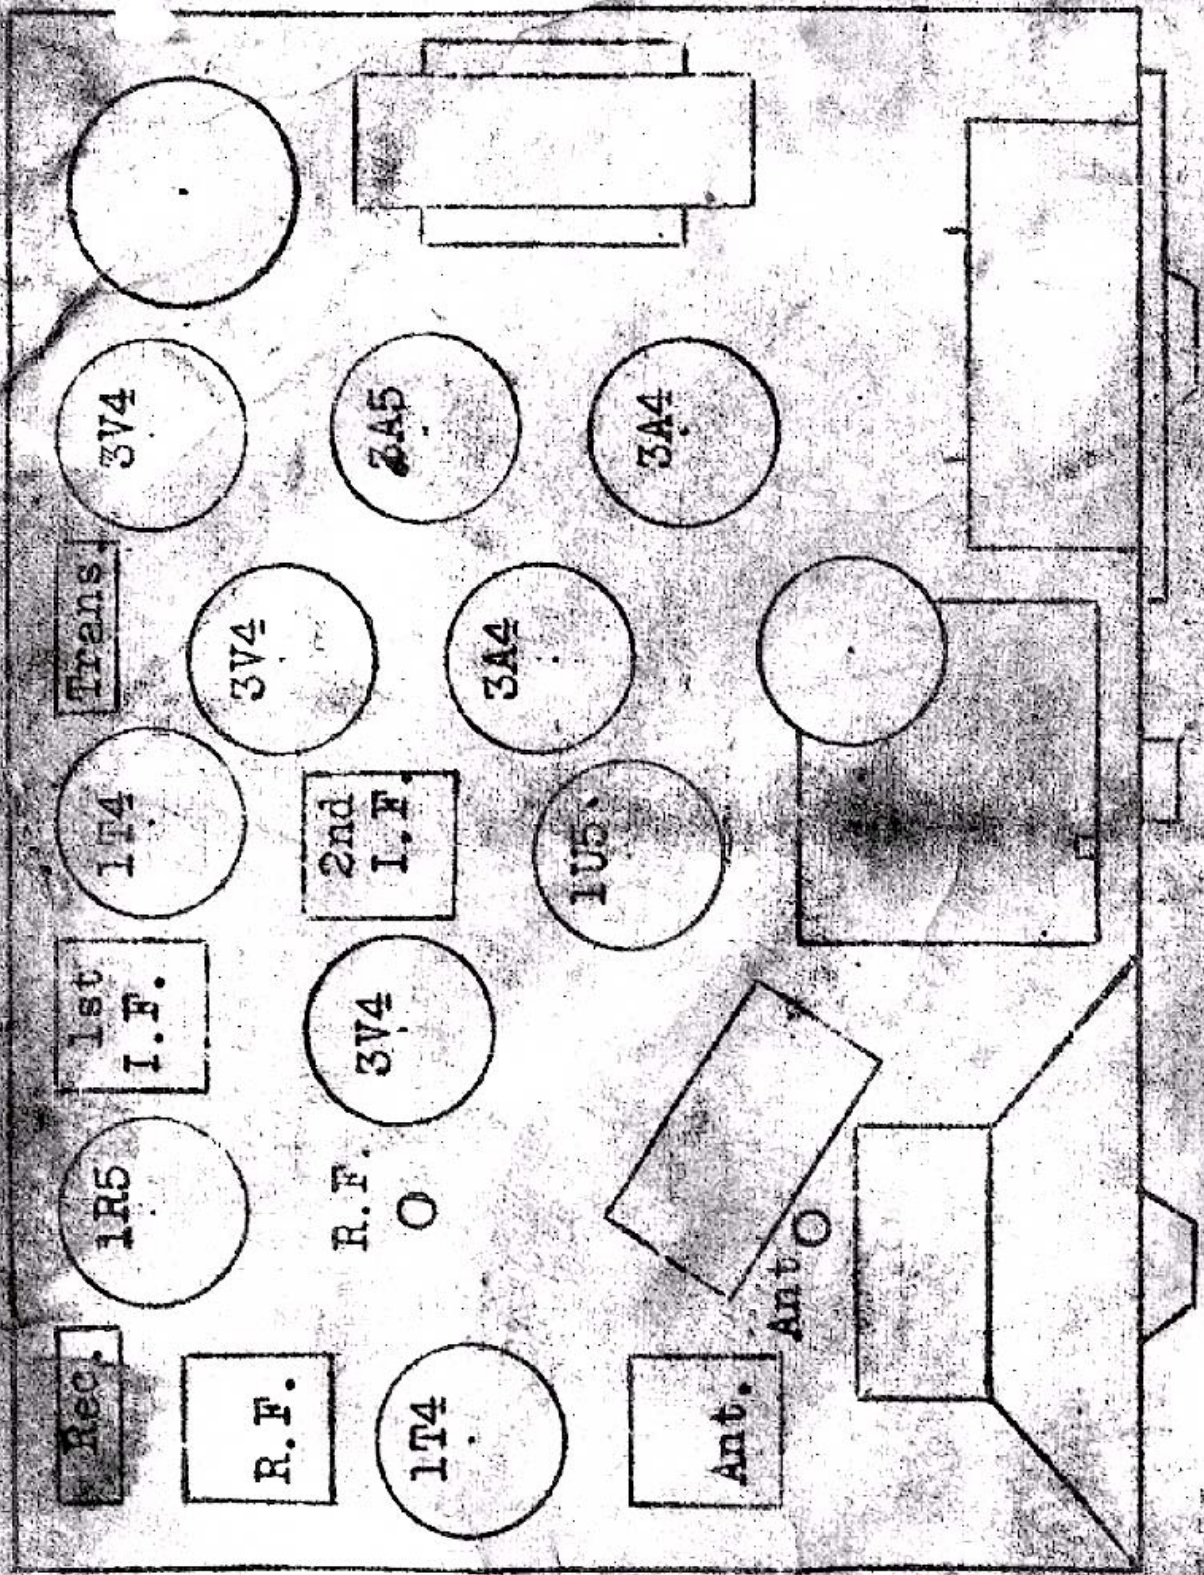 Rec.
R.F.
1T4
Ant.
1R5
R.F.
Ant
1st
I.F.
3V4
1T4
2nd
I.F.
1U5
Trans.
3V4
3A4
3V4
3A5
3A4